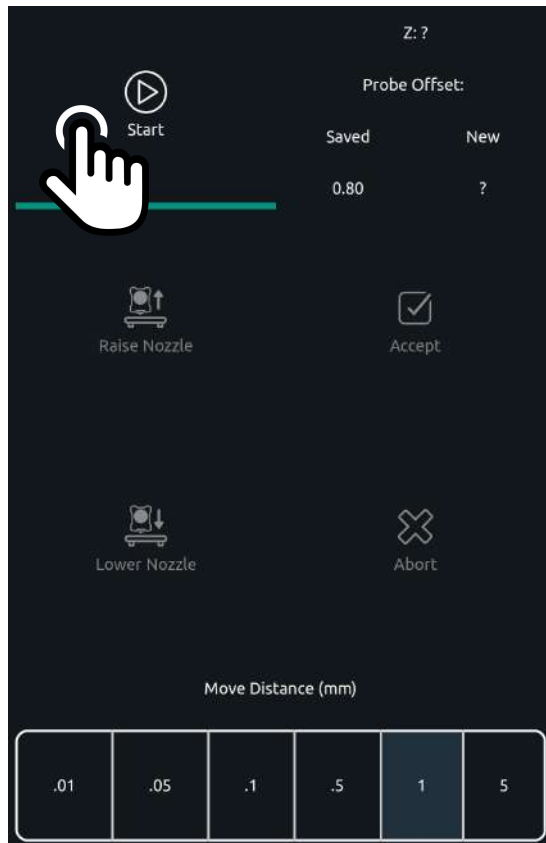 Z: ?
Start
Probe Offset:
Saved New
0.80 ?
Raise Nozzle
Accept
Lower Nozzle
Abort
Move Distance (mm)
.01 .05 .1 .5 1 5